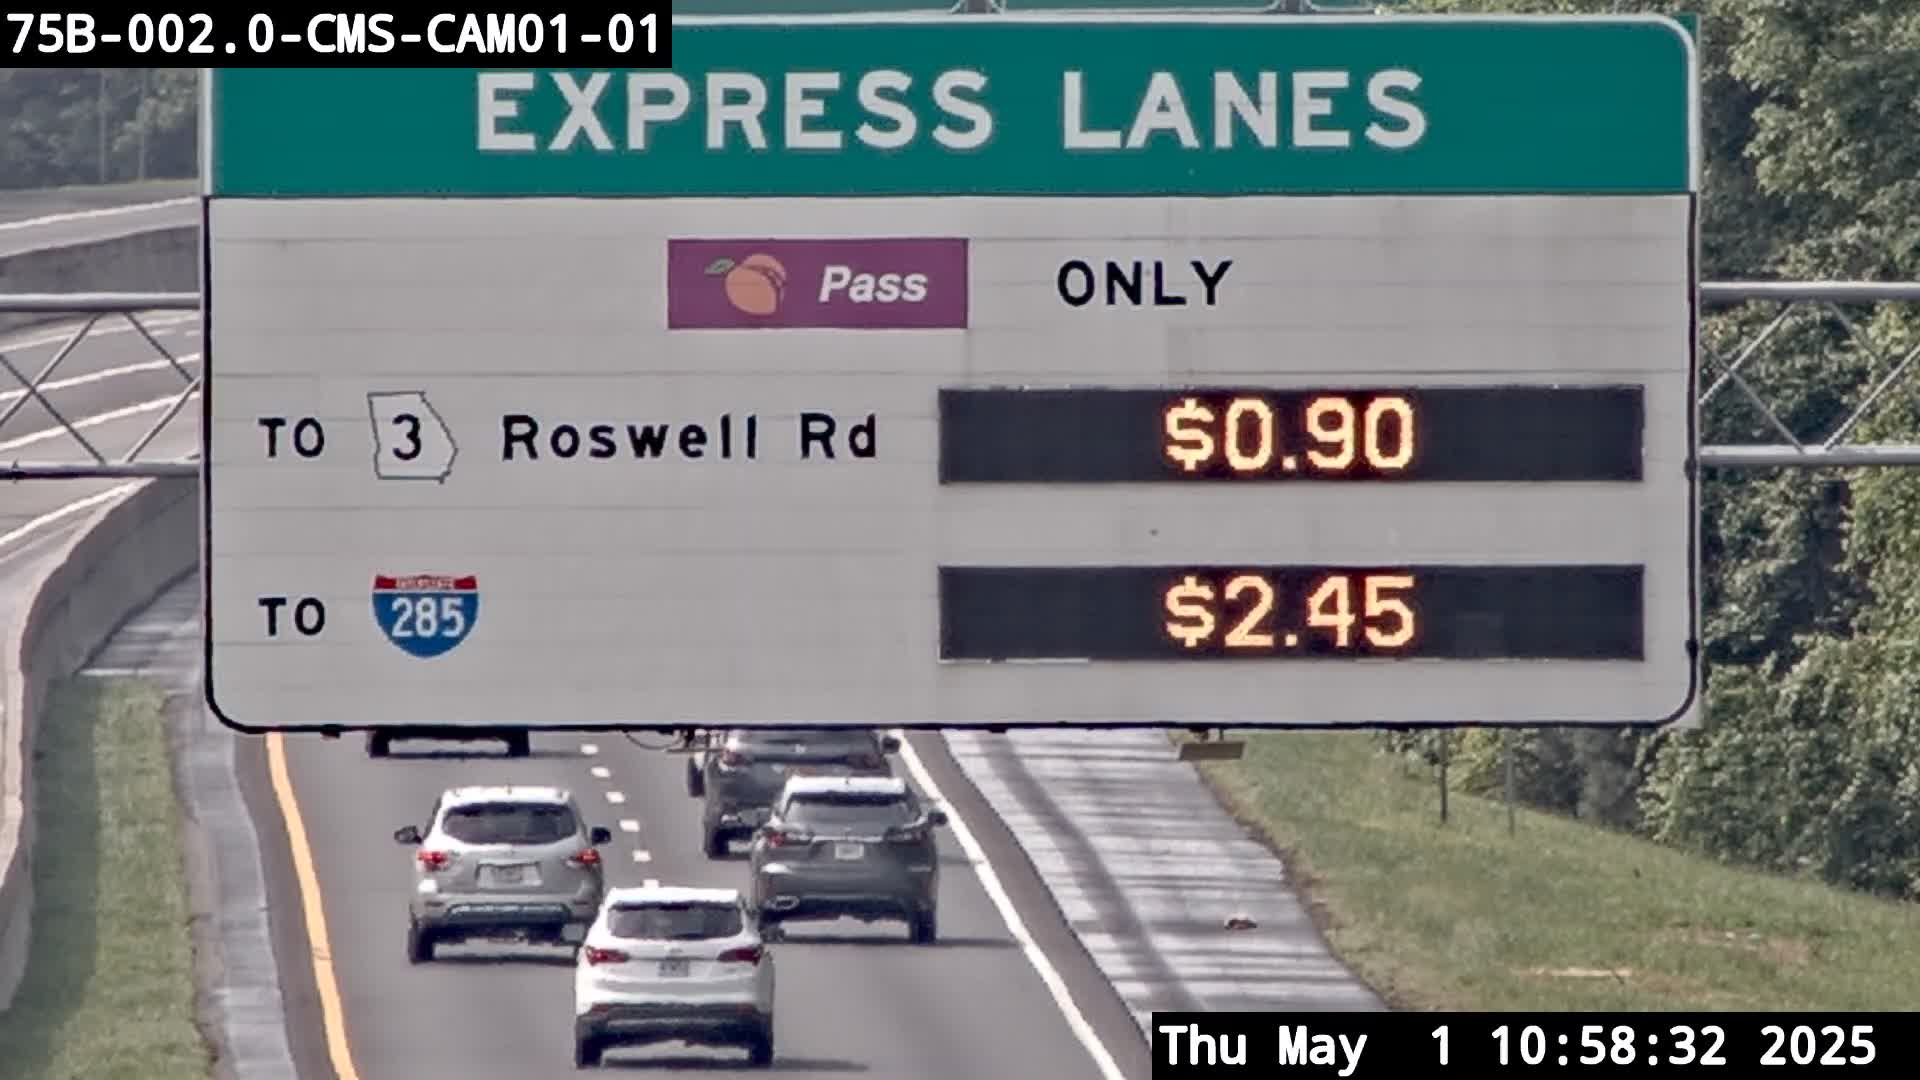 75B-002.0-CMS-CAM01-01
EXPRESS LANES
Pass ONLY
TO 3 Roswell Rd $0.90
TO 285 $2.45
Thu May 1 10:58:32 2025